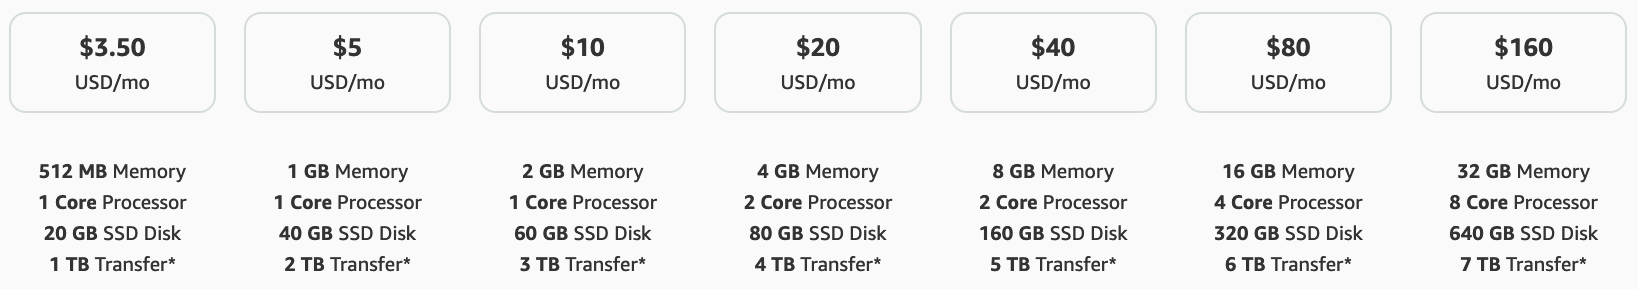 $3.50
USD/mo
512 MB Memory
1 Core Processor
20 GB SSD Disk
1 TB Transfer*
$5
USD/mo
1 GB Memory
1 Core Processor
40 GB SSD Disk
2 TB Transfer*
$10
USD/mo
2 GB Memory
1 Core Processor
60 GB SSD Disk
3 TB Transfer*
$20
USD/mo
4 GB Memory
2 Core Processor
80 GB SSD Disk
4 TB Transfer*
$40
USD/mo
8 GB Memory
2 Core Processor
160 GB SSD Disk
5 TB Transfer*
$80
USD/mo
16 GB Memory
4 Core Processor
320 GB SSD Disk
6 TB Transfer*
$160
USD/mo
32 GB Memory
8 Core Processor
640 GB SSD Disk
7 TB Transfer*